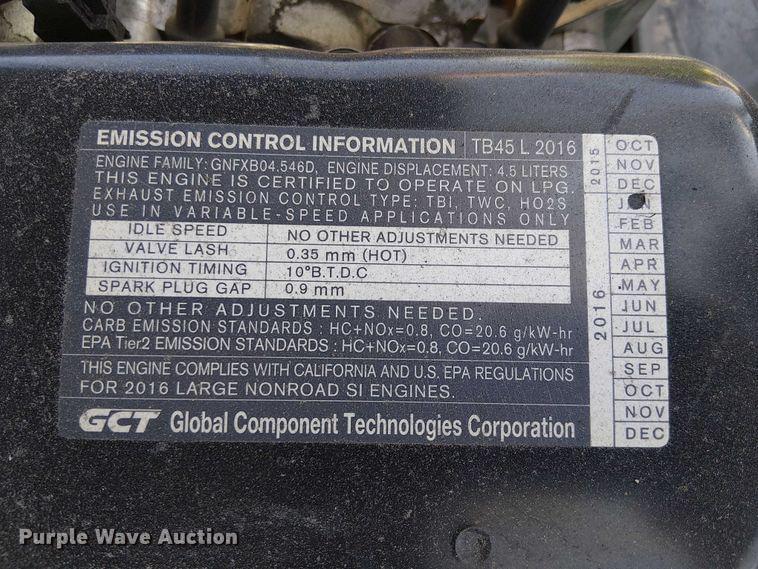 EMISSION CONTROL INFORMATION TB45 L 2016
ENGINE FAMILY: GNFXB04.546D, ENGINE DISPLACEMENT: 4.5 LITERS
THIS ENGINE IS CERTIFIED TO OPERATE ON LPG.
EXHAUST EMISSION CONTROL TYPE: TBI, TWC, HO2S
USE IN VARIABLE-SPEED APPLICATIONS ONLY
IDLE SPEED NO OTHER ADJUSTMENTS NEEDED
VALVE LASH 0.35 mm (HOT)
IGNITION TIMING 10°B.T.D.C
SPARK PLUG GAP 0.9 mm
NO OTHER ADJUSTMENTS NEEDED.
CARB EMISSION STANDARDS : HC+NOx=0.8, CO=20.6 g/kW-hr
EPA Tier2 EMISSION STANDARDS : HC+NOx=0.8, CO=20.6 g/kW-hr
THIS ENGINE COMPLIES WITH CALIFORNIA AND U.S. EPA REGULATIONS
FOR 2016 LARGE NONROAD SI ENGINES.
GCT Global Component Technologies Corporation
2015
OCT
NOV
DEC
2016
JAN
FEB
MAR
APR
MAY
JUN
JUL
AUG
SEP
OCT
NOV
DEC
Purple Wave Auction